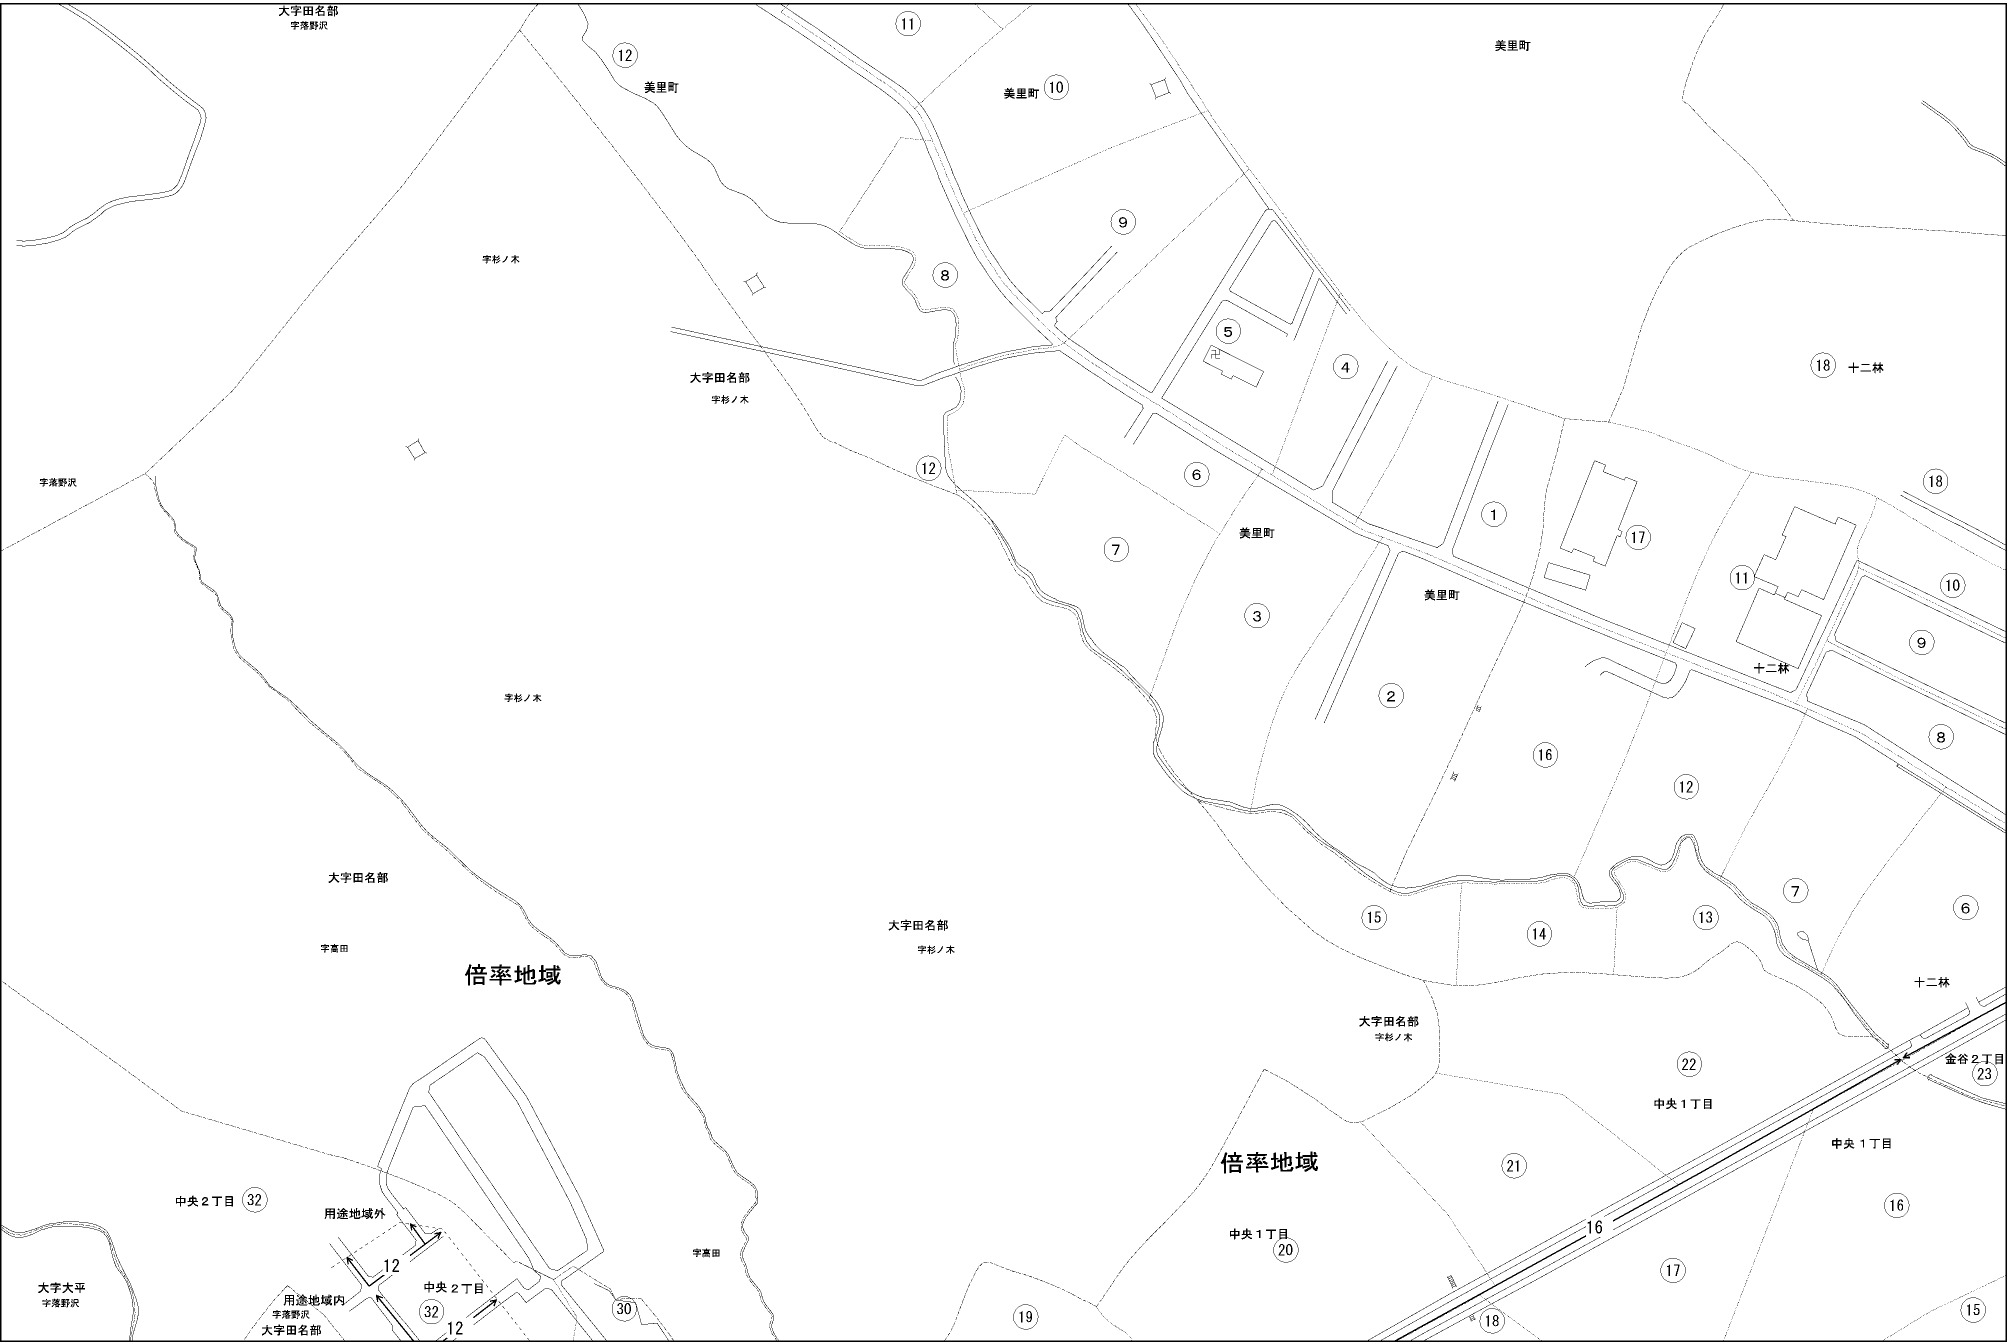 大字田名部
字落野沢
11
12
美里町
10
美里町
美里町
9
字杉ノ木
8
5
4
18
十二林
大字田名部
字杉ノ木
12
6
字落野沢
18
1
美里町
17
7
11
10
美里町
3
9
十二林
2
8
字杉ノ木
16
12
大字田名部
7
15
6
13
大字田名部
14
字高田
字杉ノ木
倍率地域
十二林
大字田名部
字杉ノ木
22
金谷2丁目
23
中央1丁目
中央1丁目
倍率地域
21
中央2丁目
32
16
用途地域外
16
中央1丁目
20
字高田
12
17
大字大平
字落野沢
中央2丁目
用途地域内
32
30
字落野沢
大字田名部
12
19
18
15